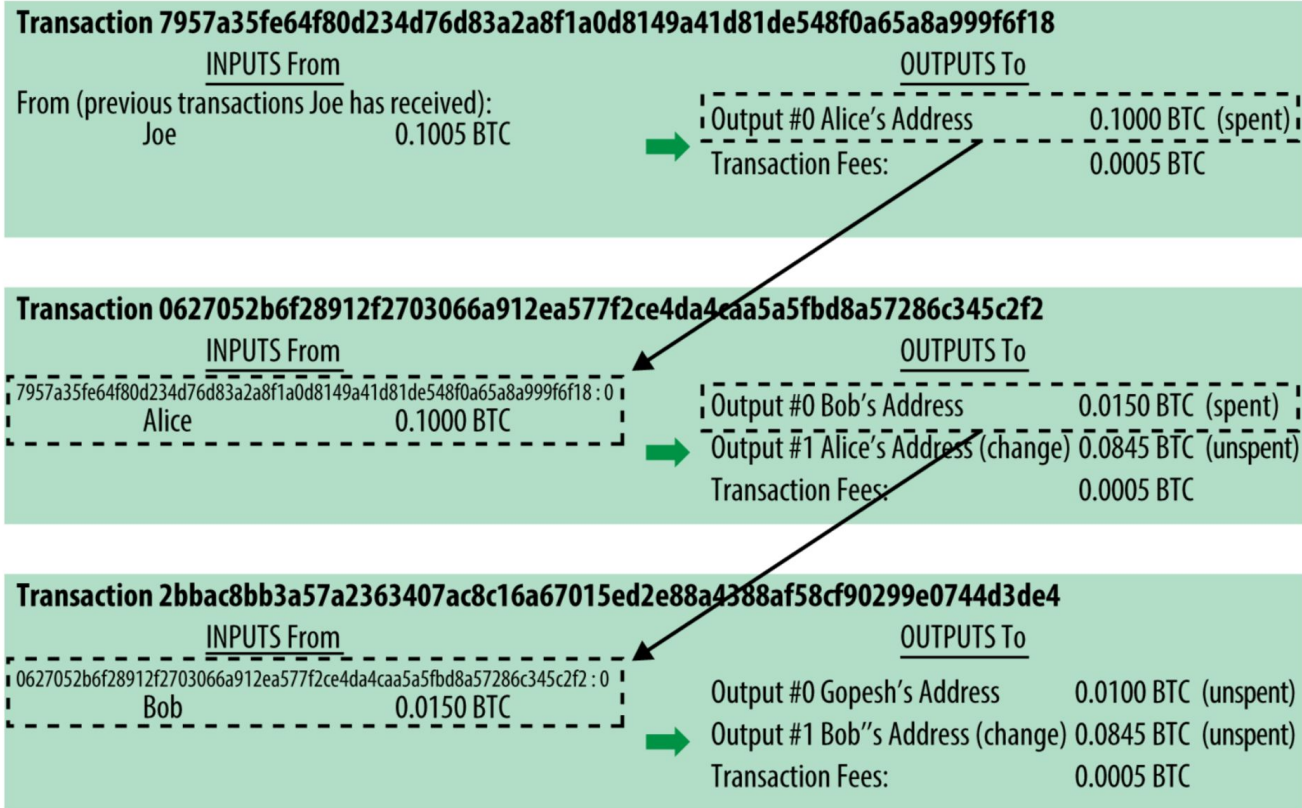 Transaction 7957a35fe64f80d234d76d83a2a8f1a0d8149a41d81de548f0a65a8a999f6f18
INPUTS From
OUTPUTS To
From (previous transactions Joe has received):
Joe 0.1005 BTC
Output #0 Alice's Address 0.1000 BTC (spent)
Transaction Fees: 0.0005 BTC
Transaction 0627052b6f28912f2703066a912ea577f2ce4da4caa5a5fbd8a57286c345c2f2
INPUTS From
OUTPUTS To
7957a35fe64f80d234d76d83a2a8f1a0d8149a41d81de548f0a65a8a999f6f18 : 0
Alice 0.1000 BTC
Output #0 Bob's Address 0.0150 BTC (spent)
Output #1 Alice's Address (change) 0.0845 BTC (unspent)
Transaction Fees: 0.0005 BTC
Transaction 2bbac8bb3a57a2363407ac8c16a67015ed2e88a4388af58cf90299e0744d3de4
INPUTS From
OUTPUTS To
0627052b6f28912f2703066a912ea577f2ce4da4caa5a5fbd8a57286c345c2f2 : 0
Bob 0.0150 BTC
Output #0 Gopesh's Address 0.0100 BTC (unspent)
Output #1 Bob''s Address (change) 0.0845 BTC (unspent)
Transaction Fees: 0.0005 BTC